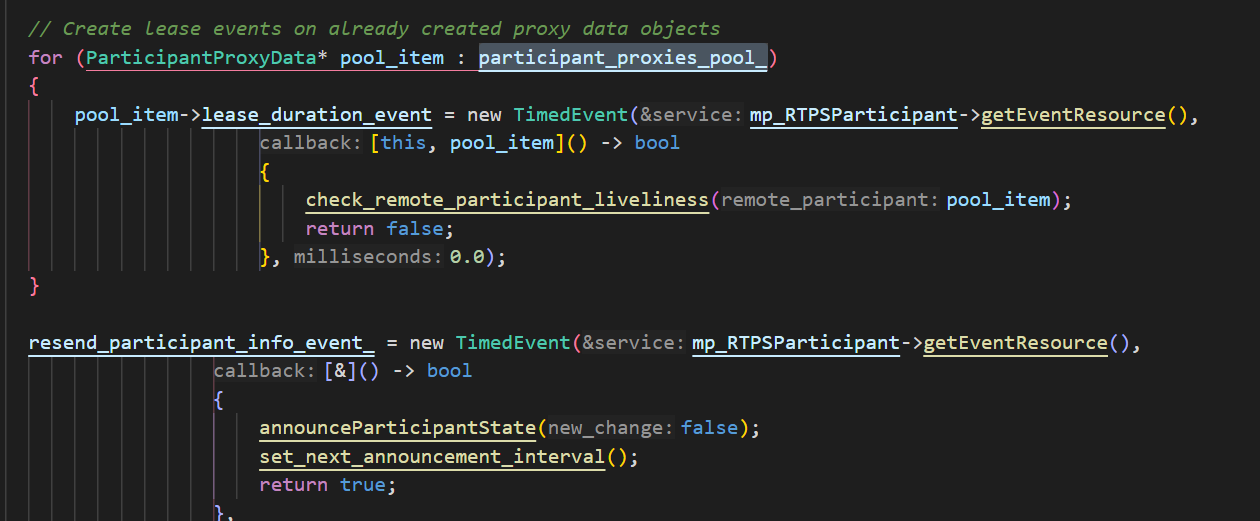 // Create lease events on already created proxy data objects
for (ParticipantProxyData* pool_item : participant_proxies_pool_)
{
pool_item->lease_duration_event = new TimedEvent(&service: mp_RTPSParticipant->getEventResource(),
callback: [this, pool_item]() -> bool
{
check_remote_participant_liveliness(remote_participant: pool_item);
return false;
}, milliseconds: 0.0);
}
resend_participant_info_event_ = new TimedEvent(&service: mp_RTPSParticipant->getEventResource(),
callback: [&]() -> bool
{
announceParticipantState(new_change: false);
set_next_announcement_interval();
return true;
},